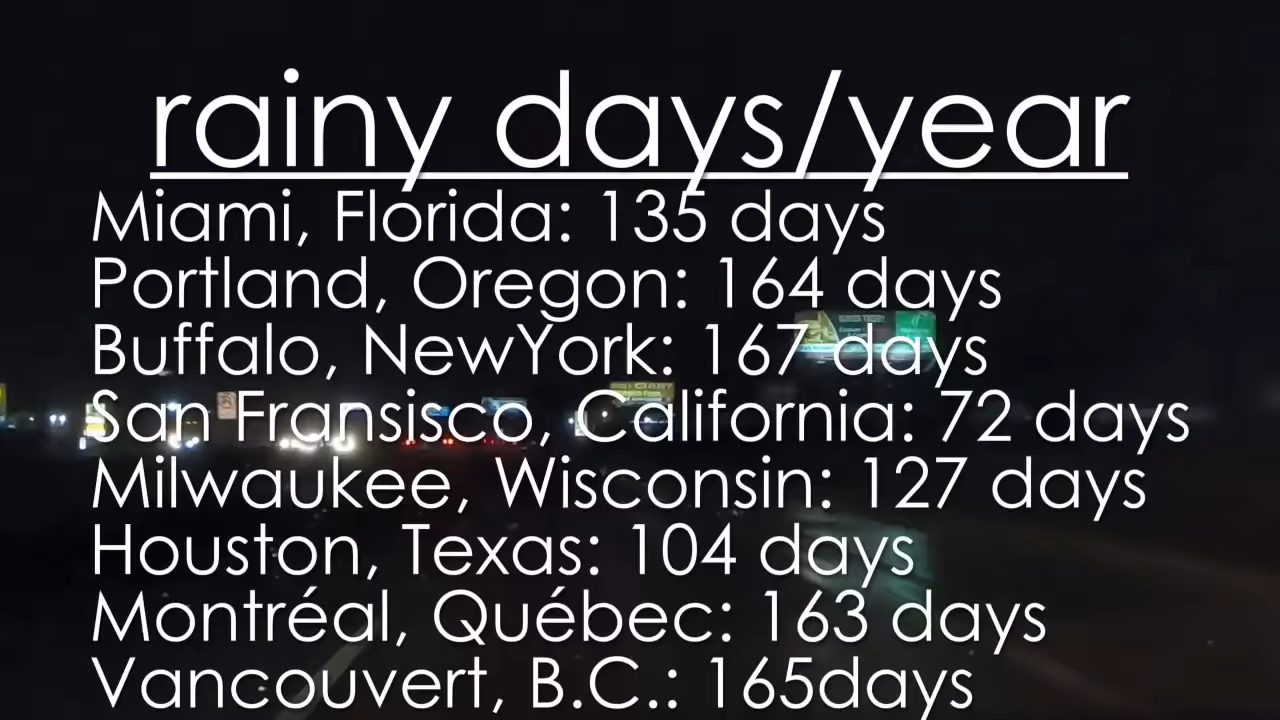 rainy days/year
Miami, Florida: 135 days
Portland, Oregon: 164 days
Buffalo, NewYork: 167 days
San Fransisco, California: 72 days
Milwaukee, Wisconsin: 127 days
Houston, Texas: 104 days
Montréal, Québec: 163 days
Vancouvert, B.C.: 165days